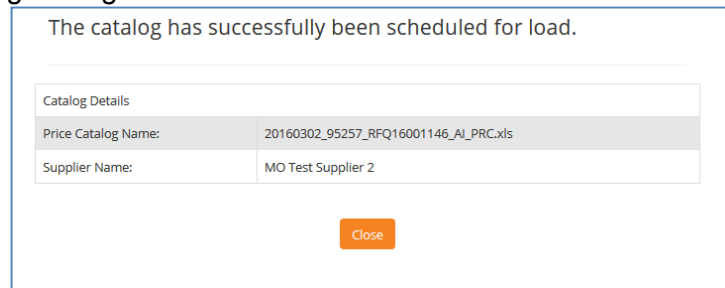 The catalog has successfully been scheduled for load.
Catalog Details
Price Catalog Name: 20160302_95257_RFQ16001146_AI_PRC.xls
Supplier Name: MO Test Supplier 2
Close